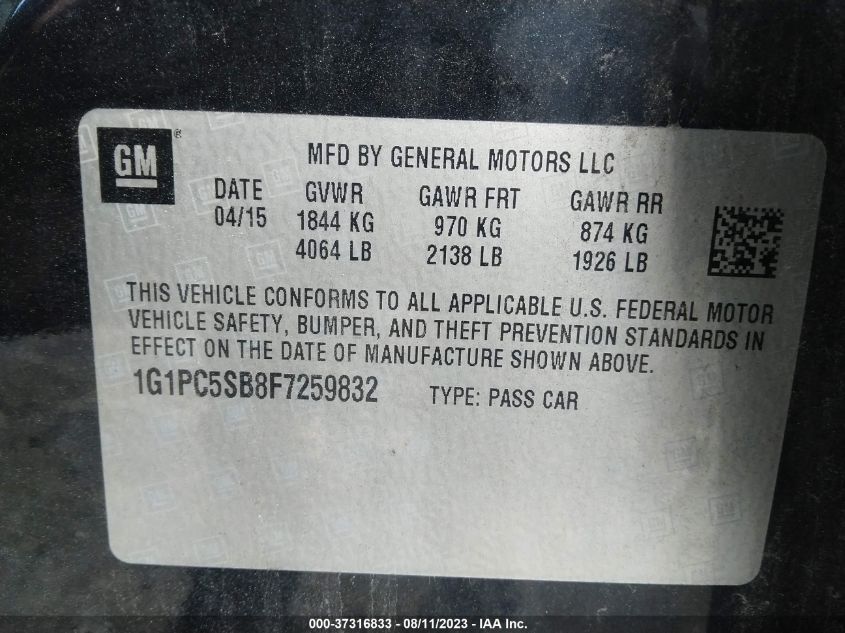 GM ®
MFD BY GENERAL MOTORS LLC
DATE GVWR GAWR FRT GAWR RR
04/15 1844 KG 970 KG 874 KG
4064 LB 2138 LB 1926 LB
THIS VEHICLE CONFORMS TO ALL APPLICABLE U.S. FEDERAL MOTOR
VEHICLE SAFETY, BUMPER, AND THEFT PREVENTION STANDARDS IN
EFFECT ON THE DATE OF MANUFACTURE SHOWN ABOVE.
1G1PC5SB8F7259832 TYPE: PASS CAR
000-37316833 - 08/11/2023 - IAA Inc.